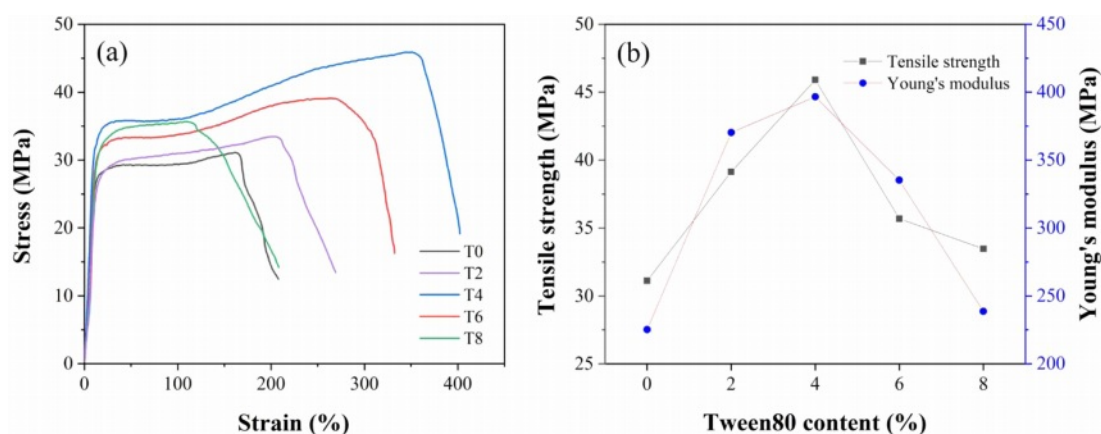 (a)
50
40
30
20
10
0
Stress (MPa)
0 100 200 300 400
Strain (%)
T0
T2
T4
T6
T8
(b)
50
45
40
35
30
25
Tensile strength (MPa)
Tensile strength
Young's modulus
450
400
350
300
250
200
Young's modulus (MPa)
0 2 4 6 8
Tween80 content (%)